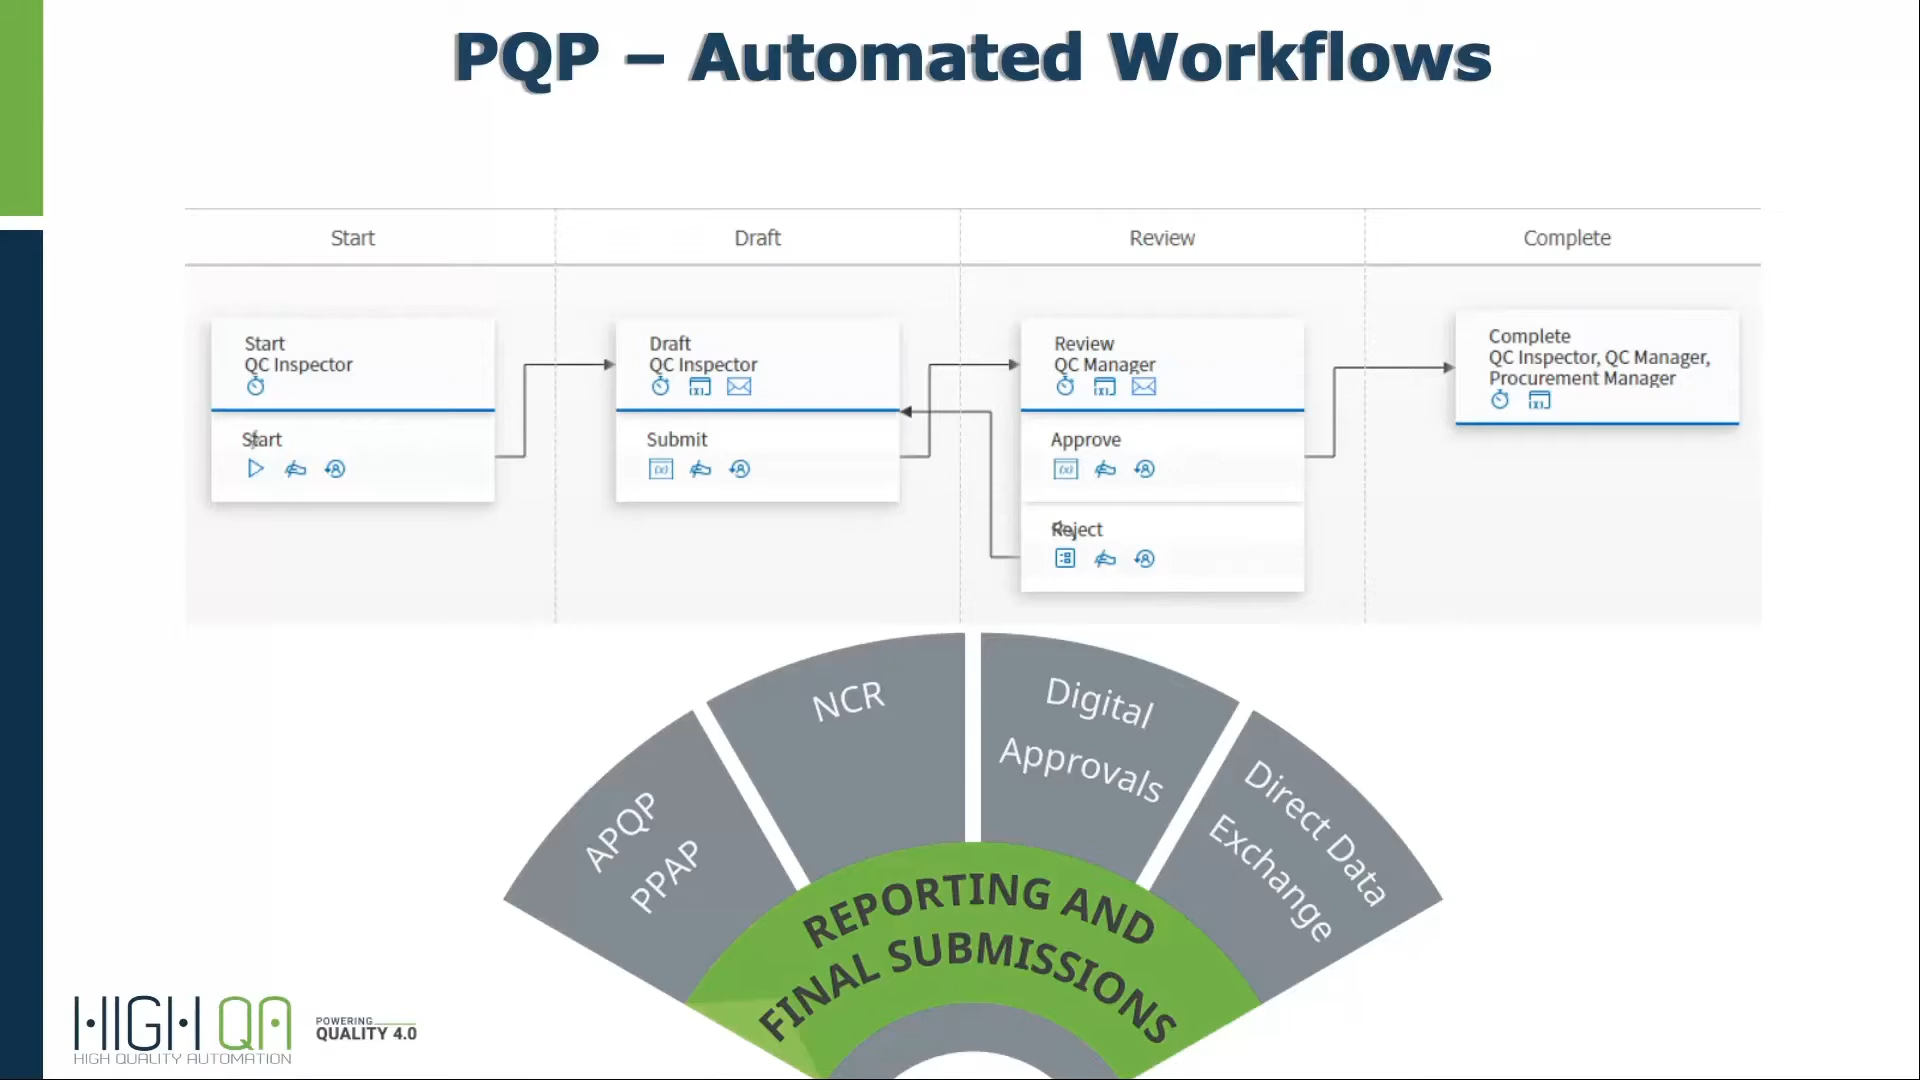 PQP – Automated Workflows
Start
Draft
Review
Complete
Start
QC Inspector
Start
Draft
QC Inspector
Submit
Review
QC Manager
Approve
Reject
Complete
QC Inspector, QC Manager,
Procurement Manager
APQP
PPAP
NCR
Digital
Approvals
Direct Data
Exchange
REPORTING AND
FINAL SUBMISSIONS
HIGH QA
HIGH QUALITY AUTOMATION
POWERING
QUALITY 4.0